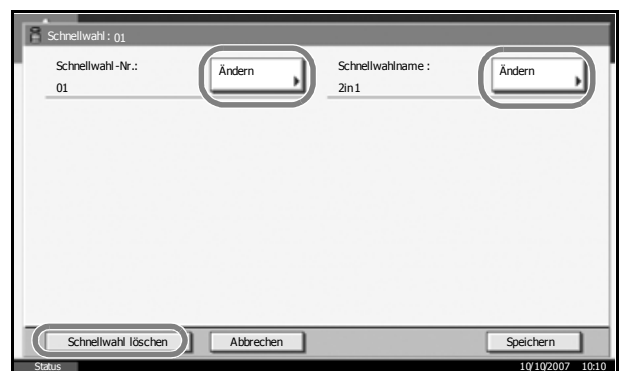 Schnellwahl : 01
Schnellwahl-Nr.:
01
Ändern
Schnellwahlname :
2in1
Ändern
Schnellwahl löschen
Abbrechen
Speichern
Status
10/10/2007 10:10